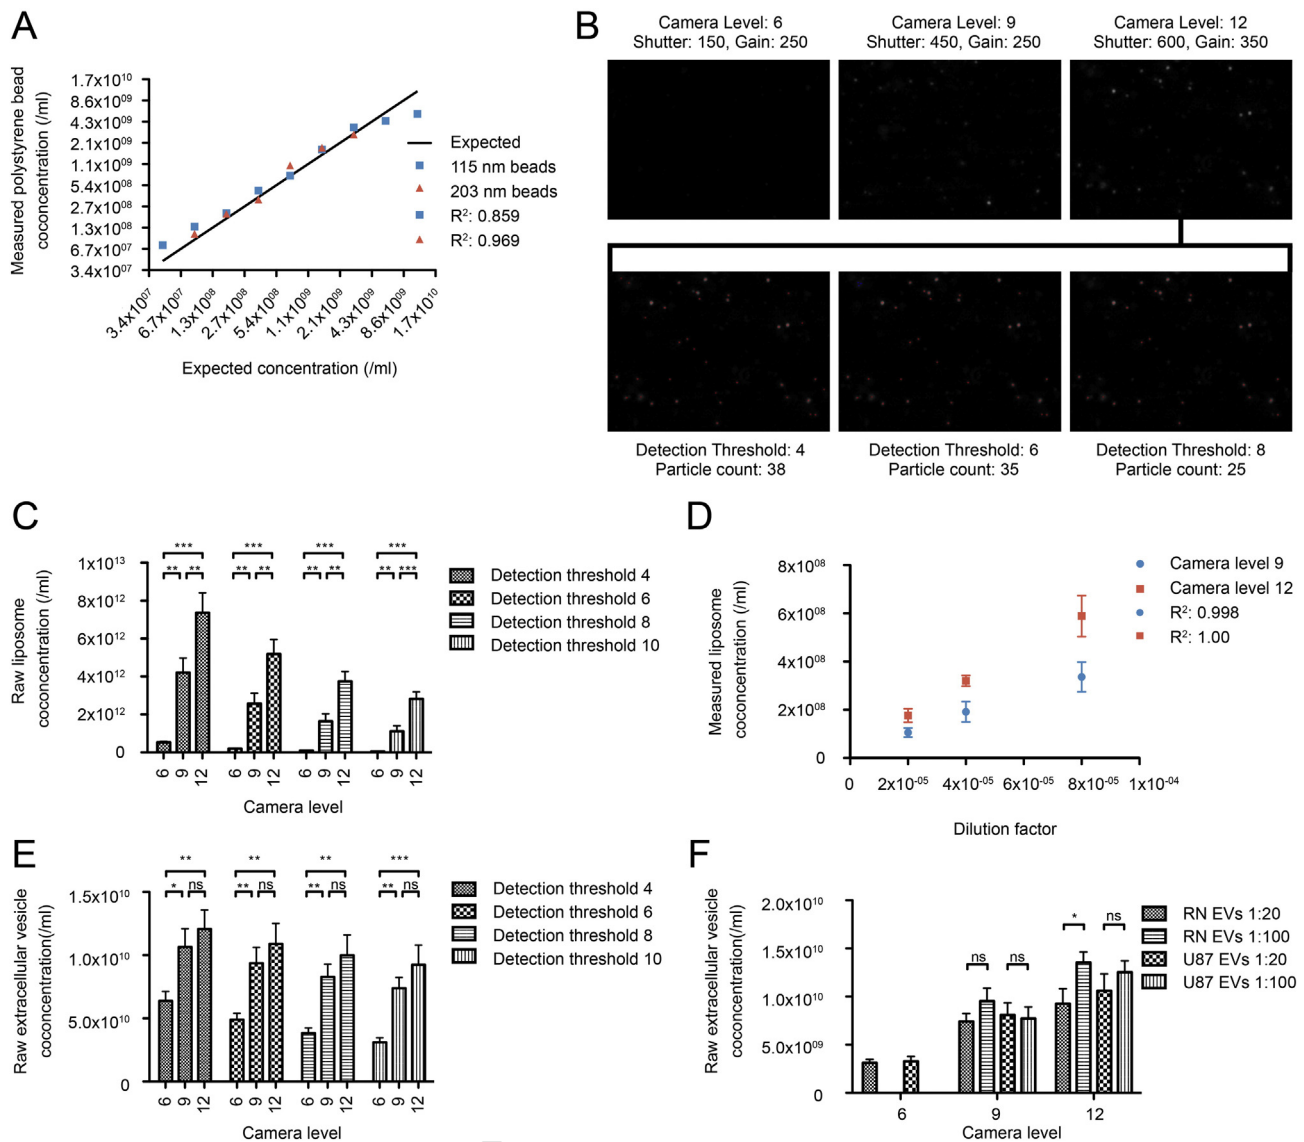 A
Measured polystyrene bead
coconcentration (/ml)
1.7x10^10
8.6x10^09
4.3x10^09
2.1x10^09
1.1x10^09
5.4x10^08
2.7x10^08
1.3x10^08
6.7x10^07
3.4x10^07
3.4x10^07
6.7x10^07
1.3x10^08
2.7x10^08
5.4x10^08
1.1x10^09
2.1x10^09
4.3x10^09
8.6x10^09
1.7x10^10
Expected concentration (/ml)
Expected
115 nm beads
203 nm beads
R²: 0.859
R²: 0.969
B
Camera Level: 6
Shutter: 150, Gain: 250
Camera Level: 9
Shutter: 450, Gain: 250
Camera Level: 12
Shutter: 600, Gain: 350
Detection Threshold: 4
Particle count: 38
Detection Threshold: 6
Particle count: 35
Detection Threshold: 8
Particle count: 25
C
Raw liposome
coconcentration (/ml)
1x10^13
8x10^12
6x10^12
4x10^12
2x10^12
0
*** *** *** ***
** ** ** ** ** ** ** ***
6 9 12 6 9 12 6 9 12 6 9 12
Camera level
Detection threshold 4
Detection threshold 6
Detection threshold 8
Detection threshold 10
D
Measured liposome
coconcentration (/ml)
8x10^08
6x10^08
4x10^08
2x10^08
0
0 2x10^-05 4x10^-05 6x10^-05 8x10^-05 1x10^-04
Dilution factor
Camera level 9
Camera level 12
R²: 0.998
R²: 1.00
E
Raw extracellular vesicle
coconcentration(/ml)
1.5x10^10
1.0x10^10
5.0x10^10
0
** ** ** ***
* ns ** ns ** ns ** ns
6 9 12 6 9 12 6 9 12 6 9 12
Camera level
Detection threshold 4
Detection threshold 6
Detection threshold 8
Detection threshold 10
F
Raw extracellular vesicle
coconcentration(/ml)
2.0x10^10
1.5x10^10
1.0x10^10
5.0x10^09
0
ns ns * ns
6 9 12
Camera level
RN EVs 1:20
RN EVs 1:100
U87 EVs 1:20
U87 EVs 1:100